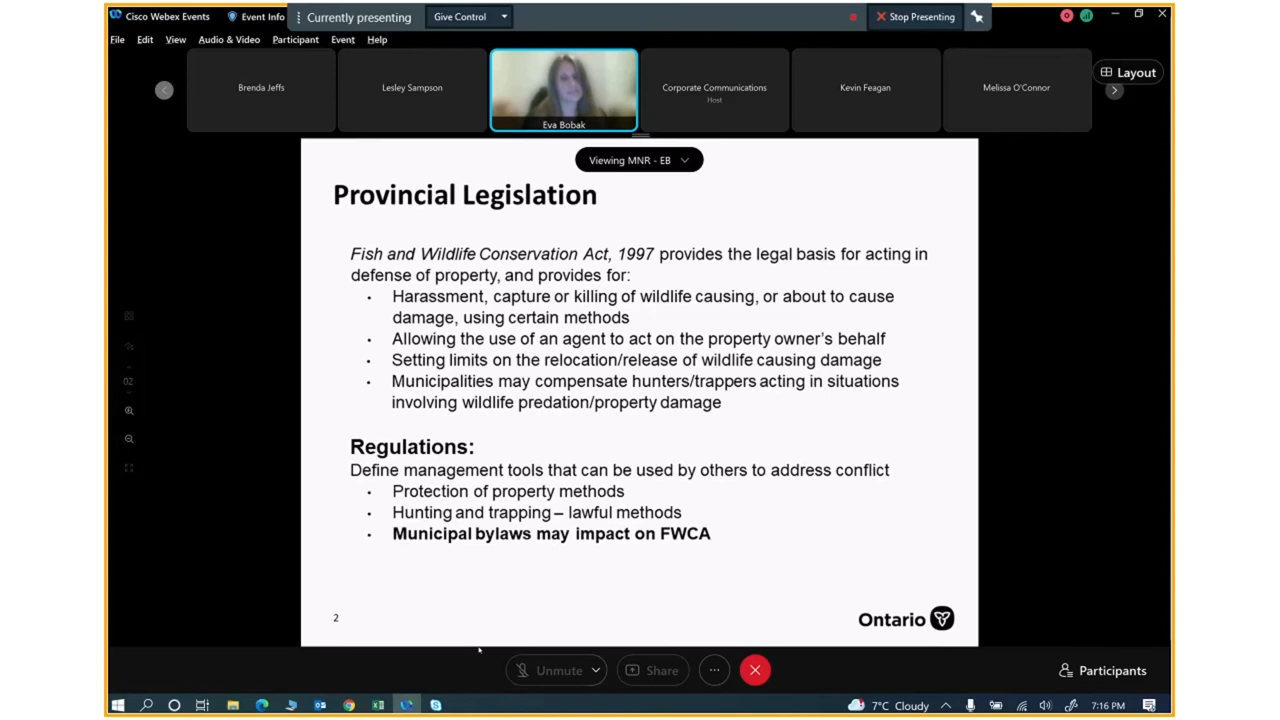 Cisco Webex Events
Event Info
Currently presenting
Give Control
Stop Presenting
File Edit View Audio & Video Participant Event Help
Brenda Jeffs
Lesley Sampson
Eva Bobak
Corporate Communications
Host
Kevin Feagan
Melissa O'Connor
Layout
Viewing MNR - EB
Provincial Legislation
Fish and Wildlife Conservation Act, 1997 provides the legal basis for acting in
defense of property, and provides for:
• Harassment, capture or killing of wildlife causing, or about to cause
damage, using certain methods
• Allowing the use of an agent to act on the property owner's behalf
• Setting limits on the relocation/release of wildlife causing damage
• Municipalities may compensate hunters/trappers acting in situations
involving wildlife predation/property damage
Regulations:
Define management tools that can be used by others to address conflict
• Protection of property methods
• Hunting and trapping – lawful methods
• Municipal bylaws may impact on FWCA
02
2
Ontario
Unmute
Share
Participants
7°C Cloudy
7:16 PM